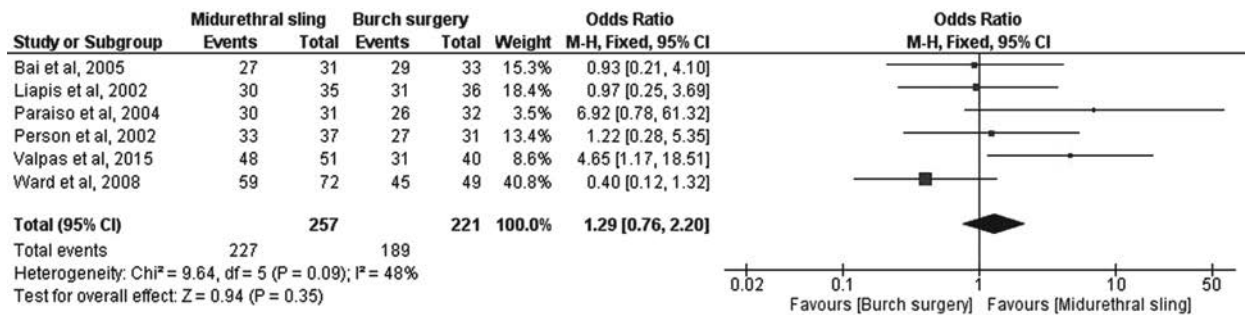 Midurethral sling Burch surgery Odds Ratio Odds Ratio
Study or Subgroup Events Total Events Total Weight M-H, Fixed, 95% CI M-H, Fixed, 95% CI
Bai et al, 2005 27 31 29 33 15.3% 0.93 [0.21, 4.10]
Liapis et al, 2002 30 35 31 36 18.4% 0.97 [0.25, 3.69]
Paraiso et al, 2004 30 31 26 32 3.5% 6.92 [0.78, 61.32]
Person et al, 2002 33 37 27 31 13.4% 1.22 [0.28, 5.35]
Valpas et al, 2015 48 51 31 40 8.6% 4.65 [1.17, 18.51]
Ward et al, 2008 59 72 45 49 40.8% 0.40 [0.12, 1.32]
Total (95% CI) 257 221 100.0% 1.29 [0.76, 2.20]
Total events 227 189
Heterogeneity: Chi² = 9.64, df = 5 (P = 0.09); I² = 48%
Test for overall effect: Z = 0.94 (P = 0.35)
0.02 0.1 1 10 50
Favours [Burch surgery] Favours [Midurethral sling]